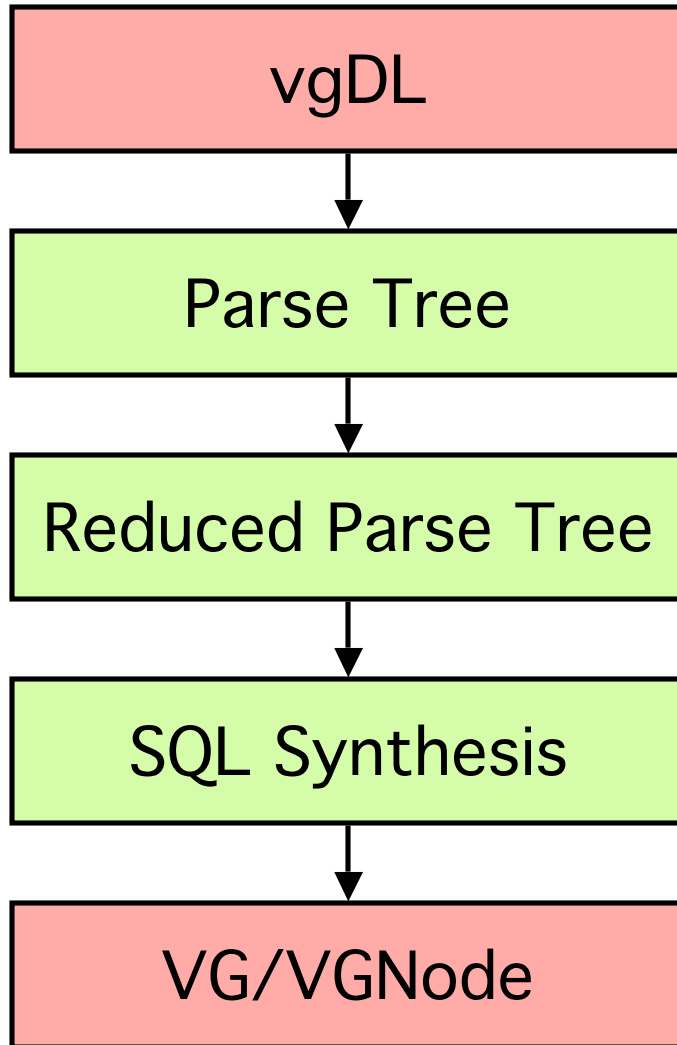 vgDL
Parse Tree
Reduced Parse Tree
SQL Synthesis
VG/VGNode